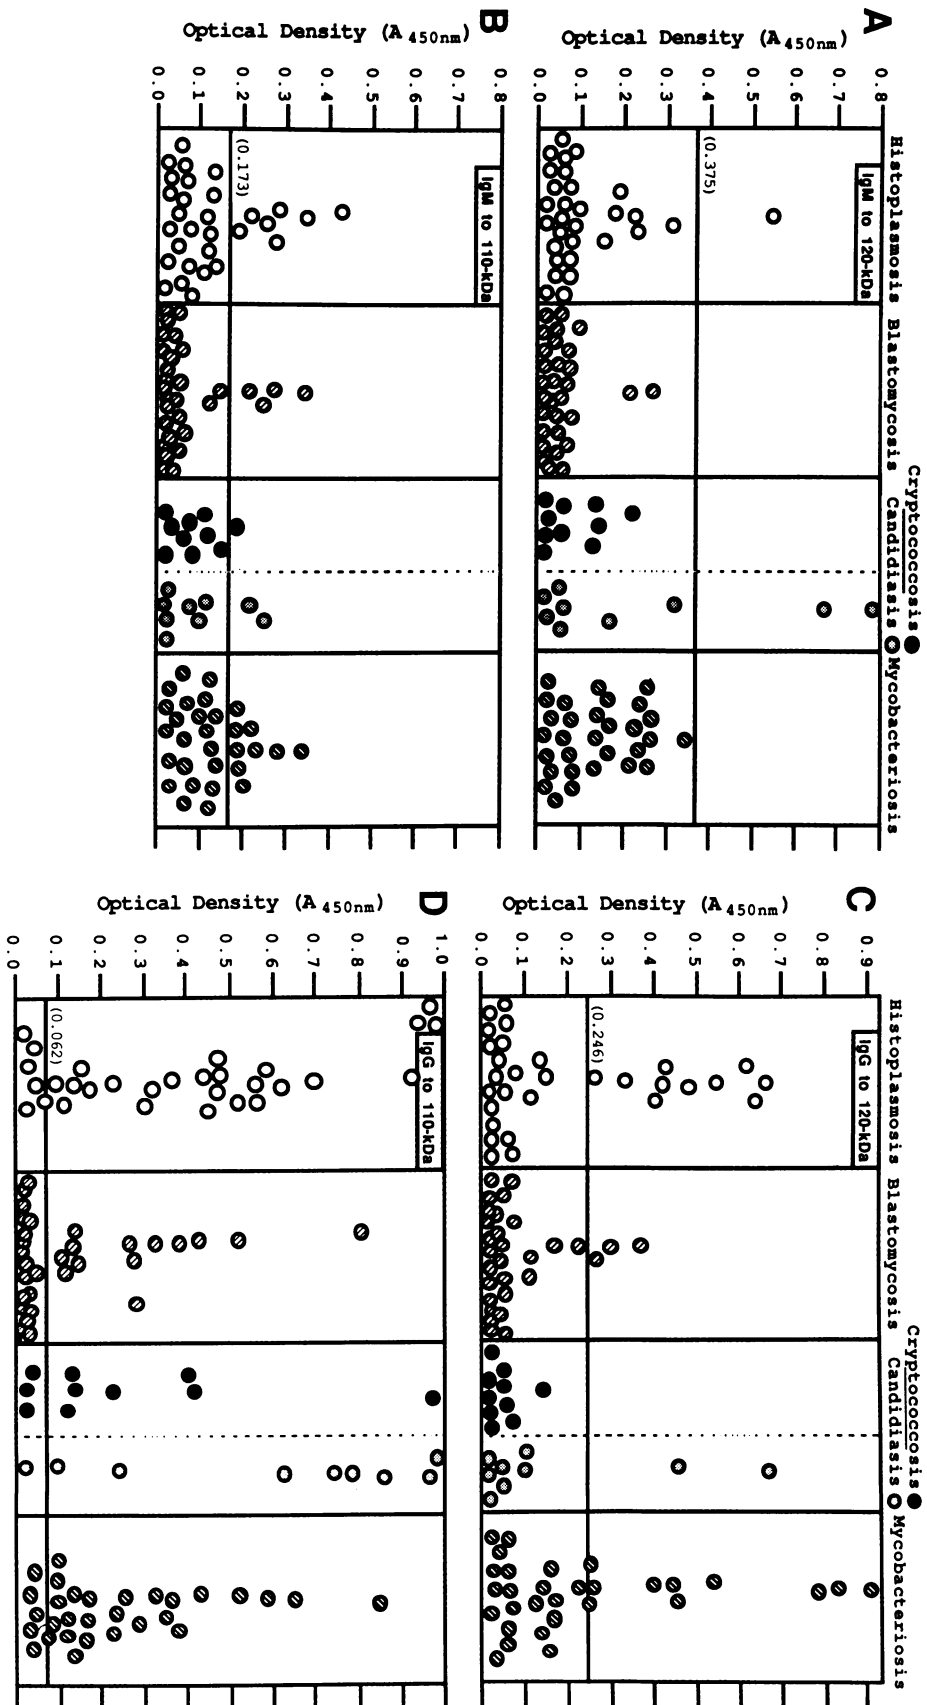 A
Optical Density (A 450nm)
0.0 0.1 0.2 0.3 0.4 0.5 0.6 0.7 0.8
(0.375)
IgM to 120-kDa
Histoplasmosis Blastomycosis Cryptococcosis Candidiasis Mycobacteriosis
B
Optical Density (A 450nm)
0.0 0.1 0.2 0.3 0.4 0.5 0.6 0.7 0.8
(0.173)
IgM to 110-kDa
C
Optical Density (A 450nm)
0.0 0.1 0.2 0.3 0.4 0.5 0.6 0.7 0.8 0.9
(0.246)
IgG to 120-kDa
Histoplasmosis Blastomycosis Cryptococcosis Candidiasis Mycobacteriosis
D
Optical Density (A 450nm)
0.0 0.1 0.2 0.3 0.4 0.5 0.6 0.7 0.8 0.9 1.0
(0.062)
IgG to 110-kDa